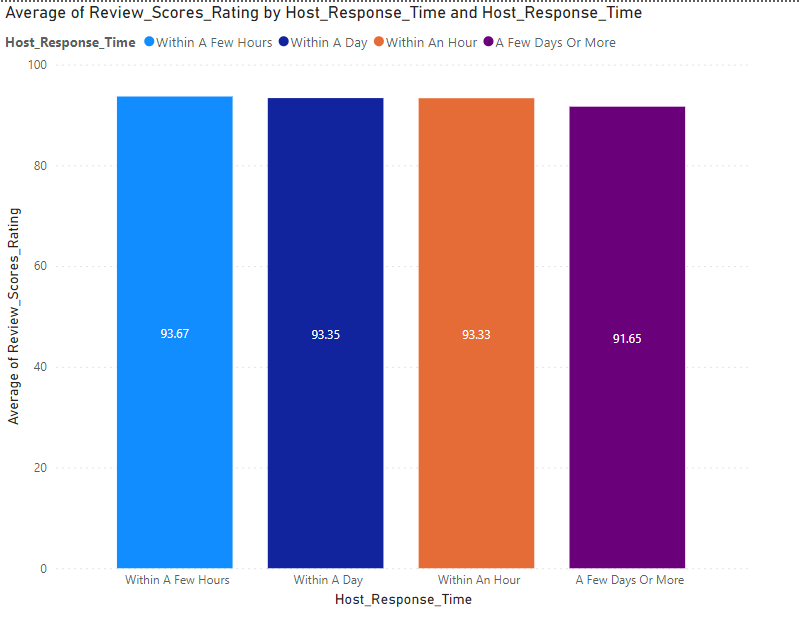 Average of Review_Scores_Rating by Host_Response_Time and Host_Response_Time
Host_Response_Time Within A Few Hours Within A Day Within An Hour A Few Days Or More
Average of Review_Scores_Rating
100
80
60
40
20
0
93.67
93.35
93.33
91.65
Within A Few Hours
Within A Day
Within An Hour
A Few Days Or More
Host_Response_Time